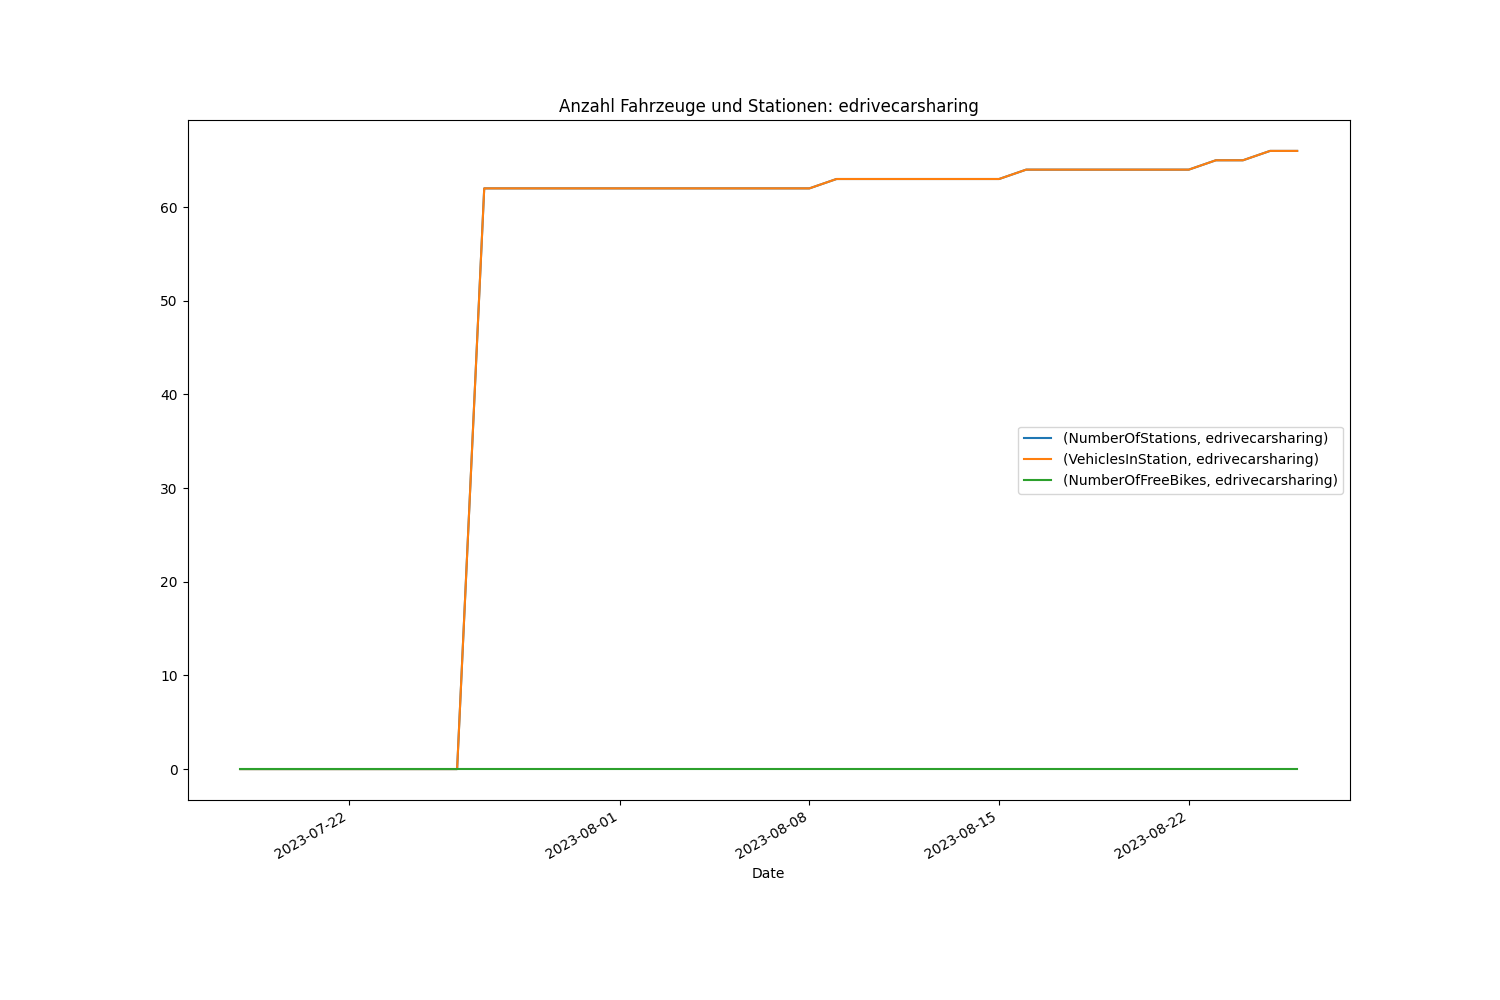 Anzahl Fahrzeuge und Stationen: edrivecarsharing
60
50
40
30
20
10
0
(NumberOfStations, edrivecarsharing)
(VehiclesInStation, edrivecarsharing)
(NumberOfFreeBikes, edrivecarsharing)
2023-07-22
2023-08-01
2023-08-08
2023-08-15
2023-08-22
Date